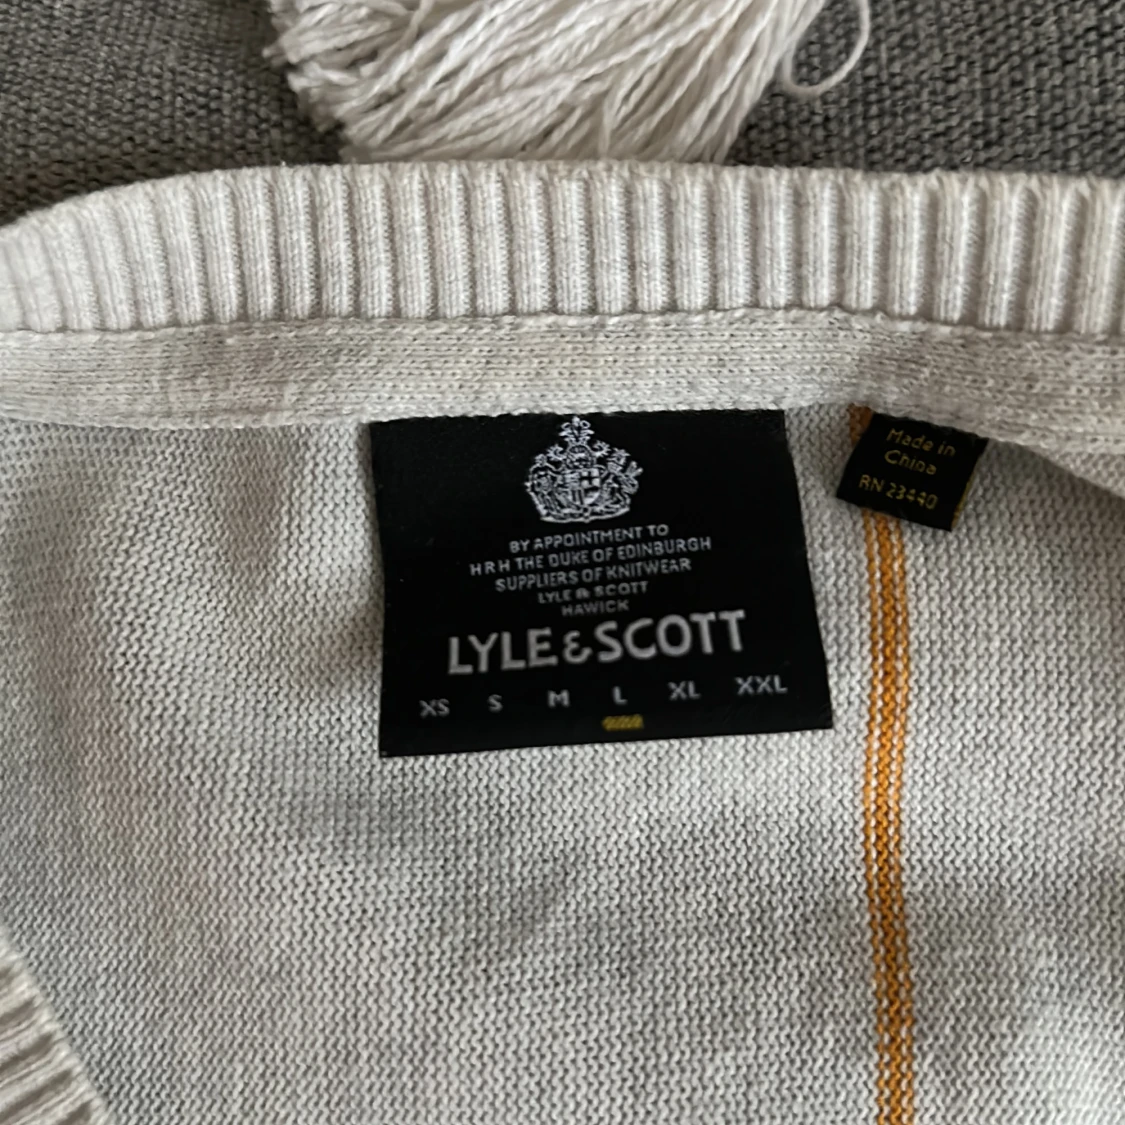 BY APPOINTMENT TO
HRH THE DUKE OF EDINBURGH
SUPPLIERS OF KNITWEAR
LYLE & SCOTT
HAWICK
LYLE & SCOTT
XS S M L XL XXL
Made in
China
RN 23440